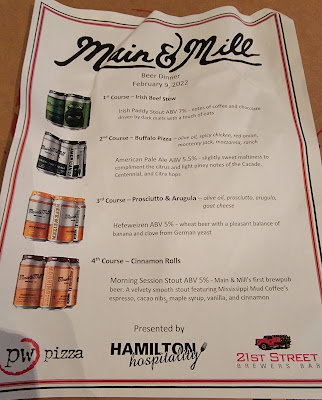 Main & Mill
Beer Dinner
February 9, 2022
1st Course – Irish Beef Stew
Irish Paddy Stout ABV 7% - notes of coffee and chocolate
driven by dark malts with a touch of oats
2nd Course – Buffalo Pizza – olive oil, spicy chicken, red onion,
monterey jack, mozzarella, ranch
American Pale Ale ABV 5.5% - slightly sweet maltiness to
compliment the citrus and light piney notes of the Cacade,
Centennial, and Citra hops
3rd Course – Prosciutto & Arugula – olive oil, prosciutto, arugula,
goat cheese
Hefeweizen ABV 5% - wheat beer with a pleasant balance of
banana and clove from German yeast
4th Course – Cinnamon Rolls
Morning Session Stout ABV 5% - Main & Mill's first brewpub
beer. A velvety smooth stout featuring Mississippi Mud Coffee's
espresso, cacao nibs, maple syrup, vanilla, and cinnamon
Presented by
pw pizza
HAMILTON
hospitality
21ST STREET
BREWERS BAR